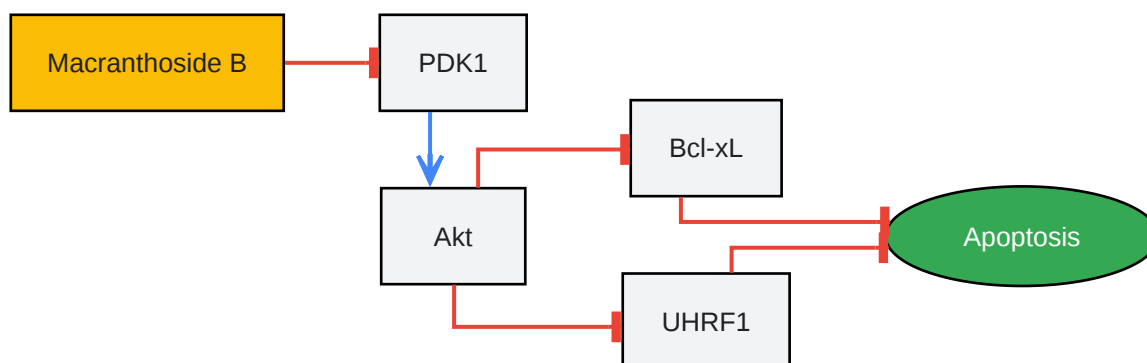 Macranthoside B
PDK1
Bcl-xL
Akt
Apoptosis
UHRF1